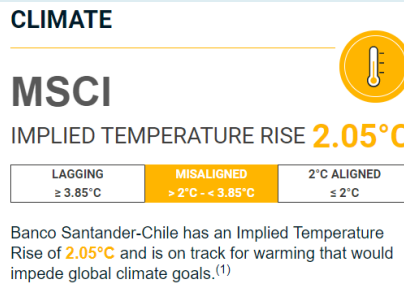 CLIMATE
MSCI
IMPLIED TEMPERATURE RISE 2.05°C
LAGGING MISALIGNED 2°C ALIGNED
≥ 3.85°C > 2°C - < 3.85°C ≤ 2°C
Banco Santander-Chile has an Implied Temperature
Rise of 2.05°C and is on track for warming that would
impede global climate goals.(1)